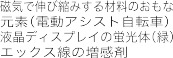 磁気で伸び縮みする材料のおもな
元素（電動アシスト自転車）
液晶ディスプレイの蛍光体（緑）
エックス線の増感剤